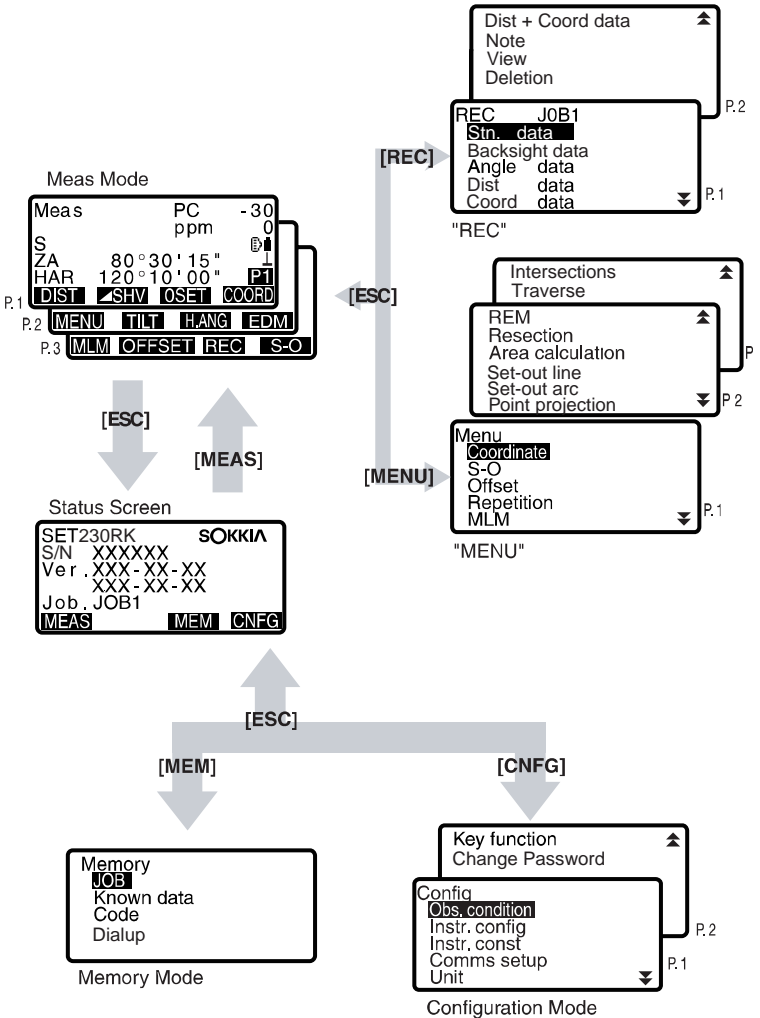 Meas Mode
Meas PC -30
ppm 0
S
ZA 80°30'15"
HAR 120°10'00" P1
DIST ◢SHV 0SET COORD
P. 1
MENU TILT H.ANG EDM
P. 2
MLM OFFSET REC S-O
P. 3
[REC]
[ESC]
[MENU]
Dist + Coord data
Note
View
Deletion
P. 2
REC J0B1
Stn. data
Backsight data
Angle data
Dist data
Coord data
P. 1
"REC"
Intersections
Traverse
P
REM
Resection
Area calculation
Set-out line
Set-out arc
Point projection
P 2
Menu
Coordinate
S-O
Offset
Repetition
MLM
P. 1
"MENU"
[ESC]
[MEAS]
Status Screen
SET230RK SOKKIA
S/N XXXXXX
Ver. XXX-XX-XX
XXX-XX-XX
Job. JOB1
MEAS MEM CNFG
[ESC]
[MEM]
[CNFG]
Memory
JOB
Known data
Code
Dialup
Memory Mode
Key function
Change Password
P. 2
Config
Obs. condition
Instr. config
Instr. const
Comms setup
Unit
P. 1
Configuration Mode